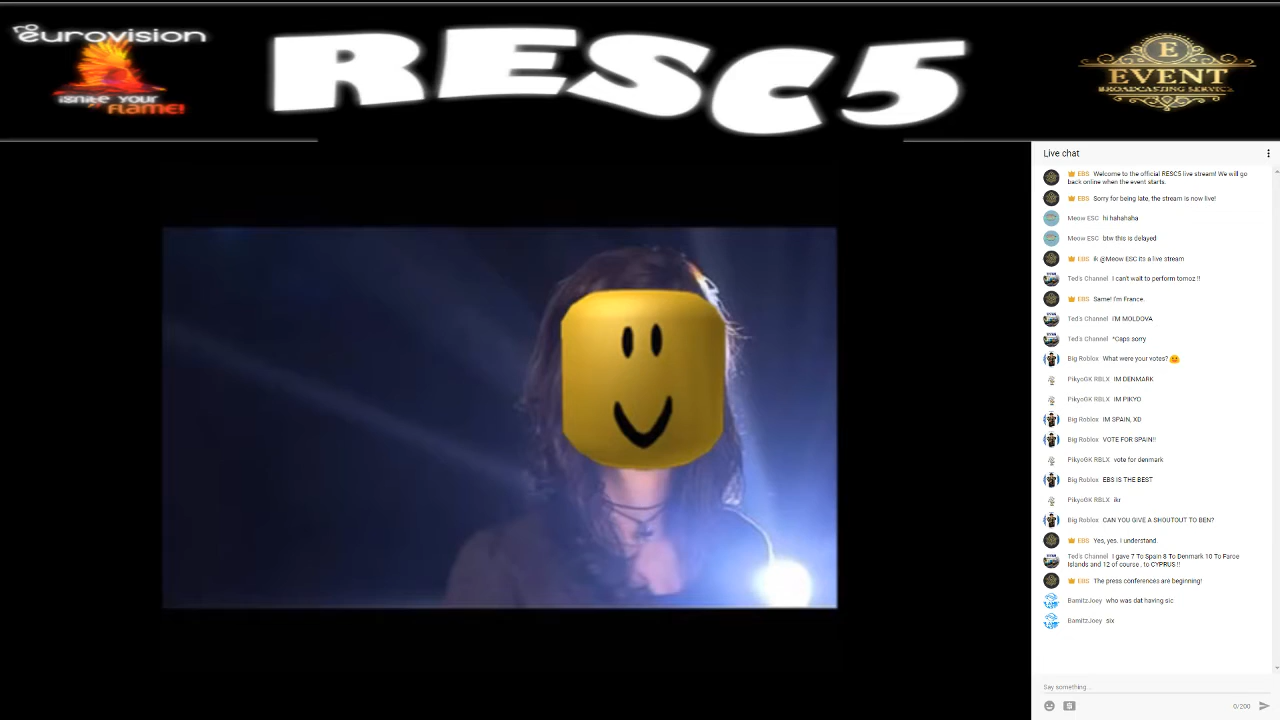 ro
eurovision
ignite your
FLAME!
RESC5
E
EVENT
BROADCASTING SERVICE
Live chat
EBS Welcome to the official RESC5 live stream! We will go
back online when the event starts.
EBS Sorry for being late, the stream is now live!
Meow ESC hi hahahaha
Meow ESC btw this is delayed
EBS ik @Meow ESC its a live stream
Ted's Channel I can't wait to perform tomoz !!
EBS Same! I'm France.
Ted's Channel I'M MOLDOVA
Ted's Channel *Caps sorry
Big Roblox What were your votes?
PikyoGK RBLX IM DENMARK
PikyoGK RBLX IM PIKYO
Big Roblox IM SPAIN, XD
Big Roblox VOTE FOR SPAIN!!
PikyoGK RBLX vote for denmark
Big Roblox EBS IS THE BEST
PikyoGK RBLX ikr
Big Roblox CAN YOU GIVE A SHOUTOUT TO BEN?
EBS Yes, yes. I understand.
Ted's Channel I gave 7 To Spain 8 To Denmark 10 To Faroe
Islands and 12 of course , to CYPRUS !!
EBS The press conferences are beginning!
BamitzJoey who was dat having sic
BamitzJoey six
Say something...
0/200